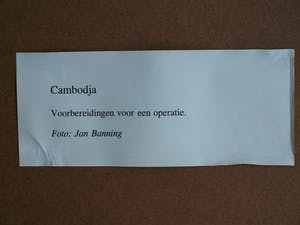 Cambodja
Voorbereidingen voor een operatie.
Foto: Jan Banning